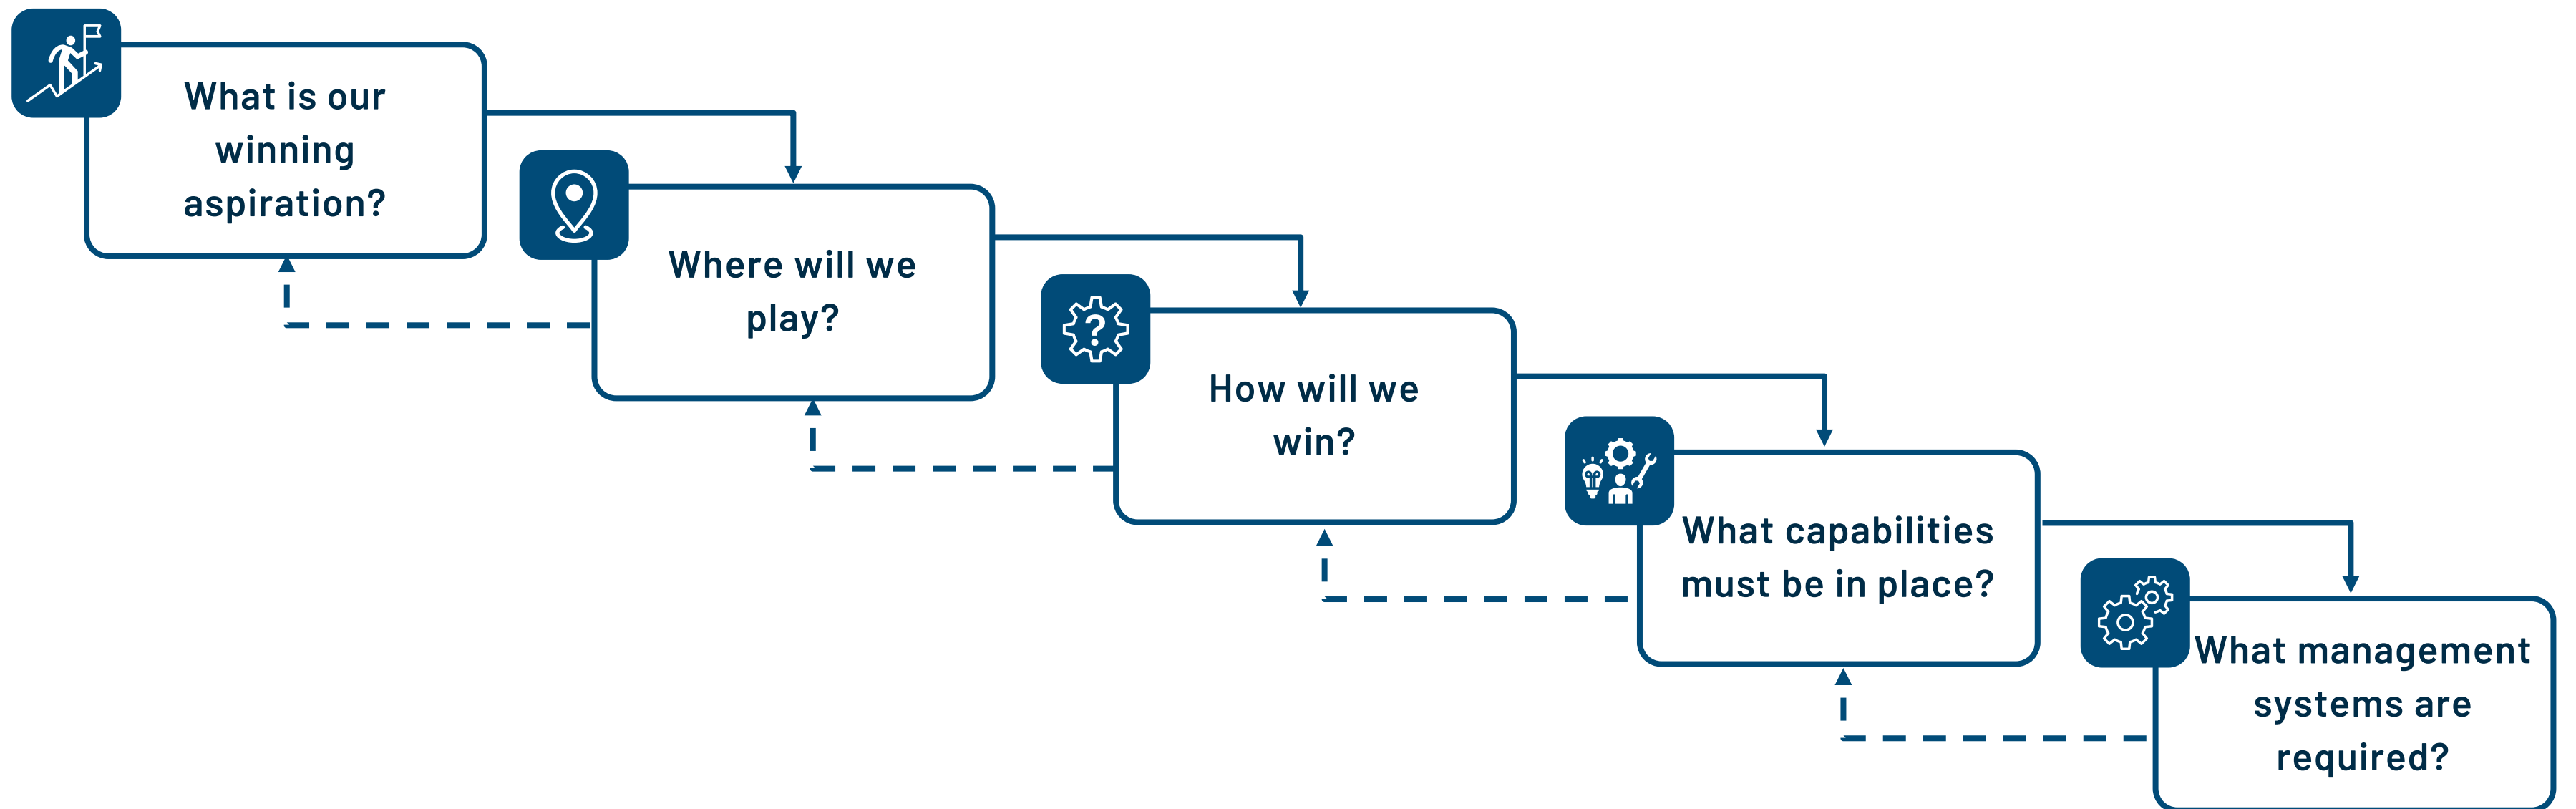 What is our
winning
aspiration?
Where will we
play?
?
How will we
win?
What capabilities
must be in place?
What management
systems are
required?